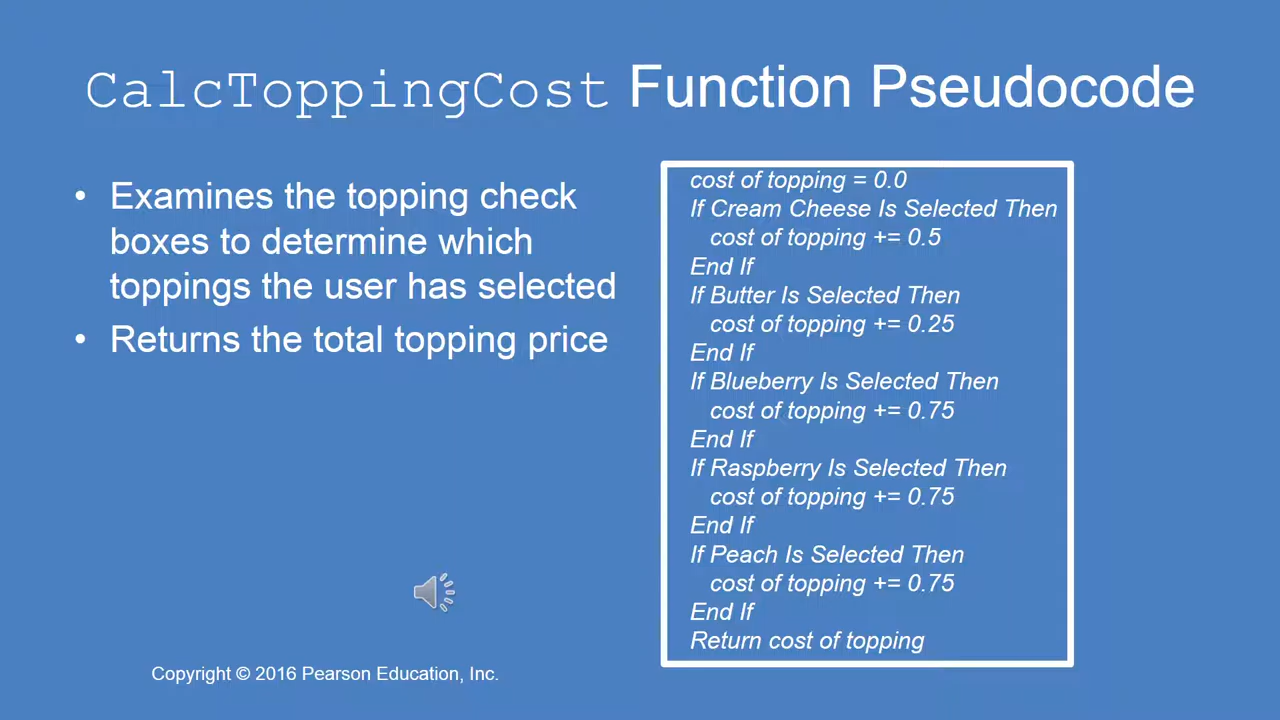 CalcToppingCost Function Pseudocode
• Examines the topping check
boxes to determine which
toppings the user has selected
• Returns the total topping price
cost of topping = 0.0
If Cream Cheese Is Selected Then
cost of topping += 0.5
End If
If Butter Is Selected Then
cost of topping += 0.25
End If
If Blueberry Is Selected Then
cost of topping += 0.75
End If
If Raspberry Is Selected Then
cost of topping += 0.75
End If
If Peach Is Selected Then
cost of topping += 0.75
End If
Return cost of topping
Copyright © 2016 Pearson Education, Inc.